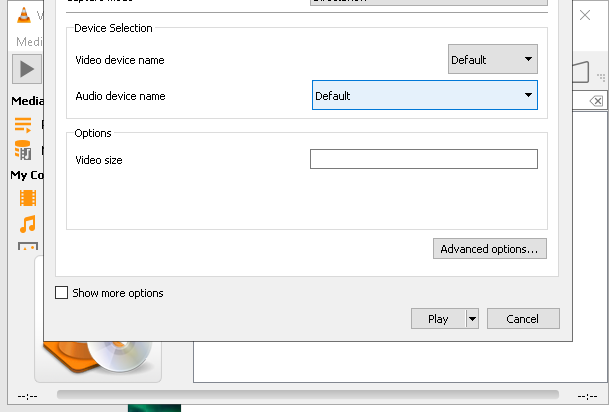 Medi
Device Selection
Video device name
Default
Audio device name
Default
Media
Options
Video size
My Co
Advanced options...
Show more options
Play
Cancel
--:--
--:--